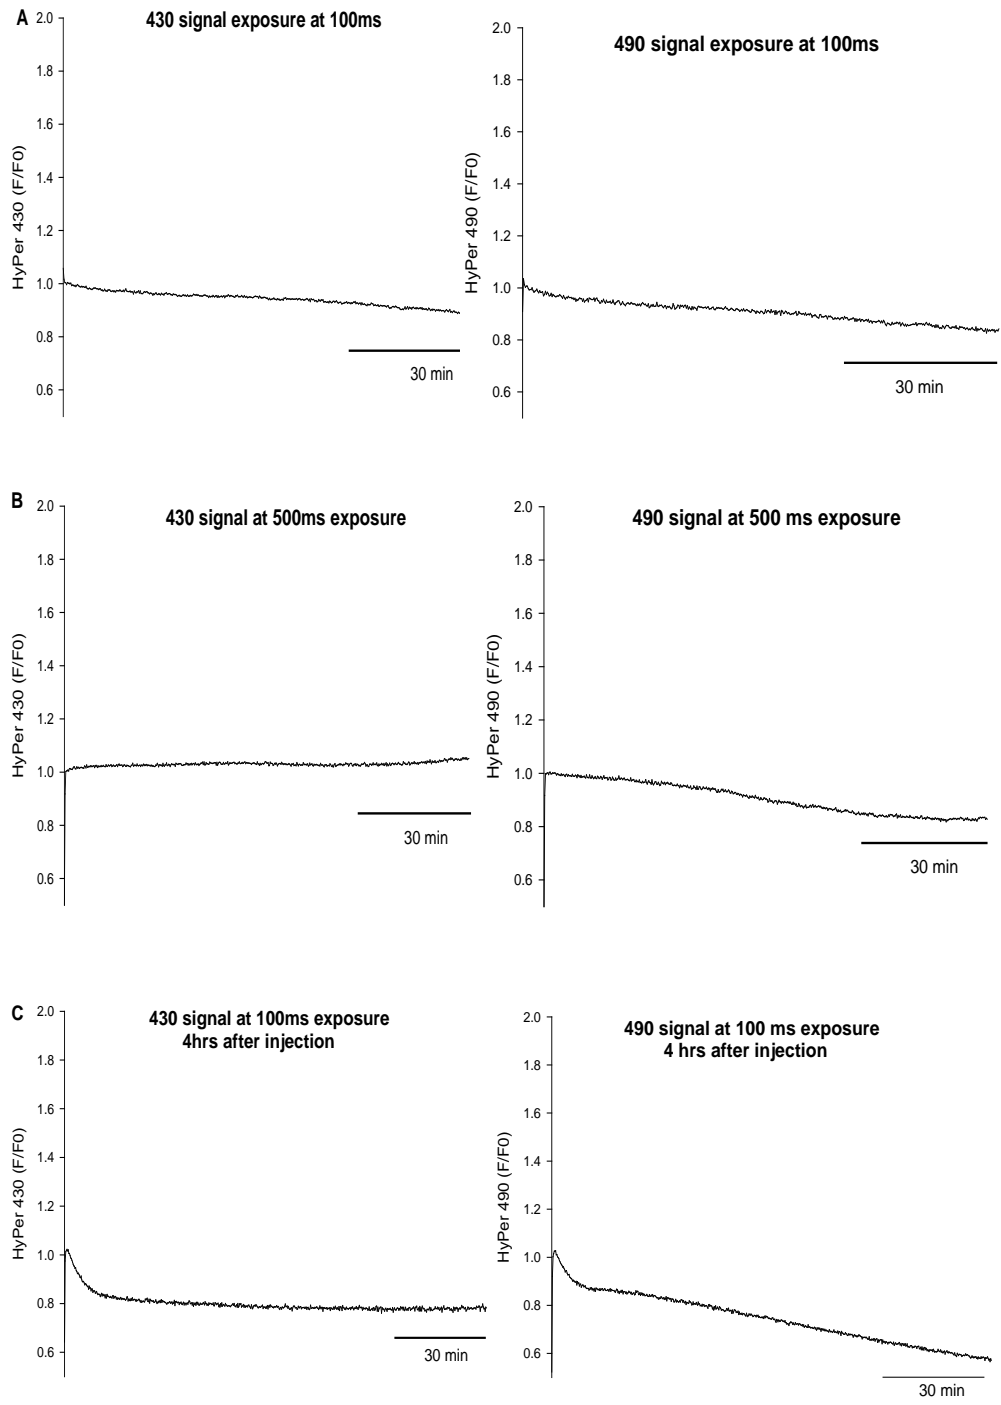 A
430 signal exposure at 100ms
2.0
1.8
1.6
1.4
1.2
1.0
0.8
0.6
HyPer 430 (F/F0)
30 min
490 signal exposure at 100ms
2.0
1.8
1.6
1.4
1.2
1.0
0.8
0.6
HyPer 490 (F/F0)
30 min
B
430 signal at 500ms exposure
2.0
1.8
1.6
1.4
1.2
1.0
0.8
0.6
HyPer 430 (F/F0)
30 min
490 signal at 500 ms exposure
2.0
1.8
1.6
1.4
1.2
1.0
0.8
0.6
HyPer 490 (F/F0)
30 min
C
430 signal at 100ms exposure
4hrs after injection
2.0
1.8
1.6
1.4
1.2
1.0
0.8
0.6
HyPer 430 (F/F0)
30 min
490 signal at 100 ms exposure
4 hrs after injection
2.0
1.8
1.6
1.4
1.2
1.0
0.8
0.6
HyPer 490 (F/F0)
30 min